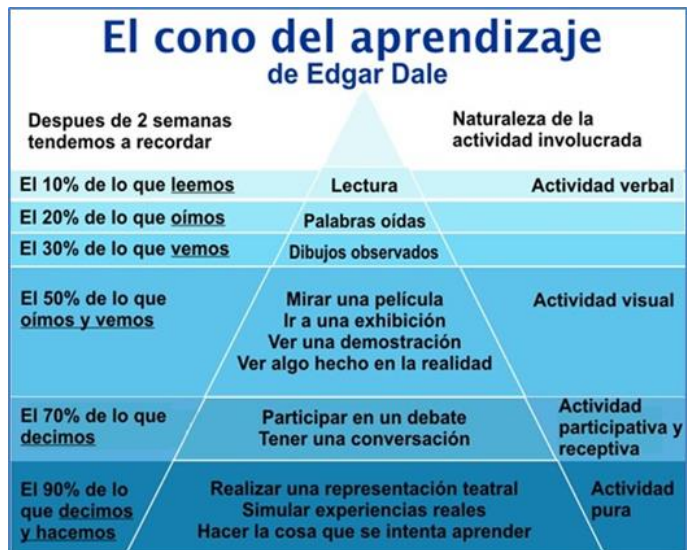 El cono del aprendizaje
de Edgar Dale
Despues de 2 semanas
tendemos a recordar
Naturaleza de la
actividad involucrada
El 10% de lo que leemos
Lectura
Actividad verbal
El 20% de lo que oímos
Palabras oídas
El 30% de lo que vemos
Dibujos observados
El 50% de lo que
oímos y vemos
Mirar una película
Ir a una exhibición
Ver una demostración
Ver algo hecho en la realidad
Actividad visual
El 70% de lo que
decimos
Participar en un debate
Tener una conversación
Actividad
participativa y
receptiva
El 90% de lo
que decimos
y hacemos
Realizar una representación teatral
Simular experiencias reales
Hacer la cosa que se intenta aprender
Actividad
pura